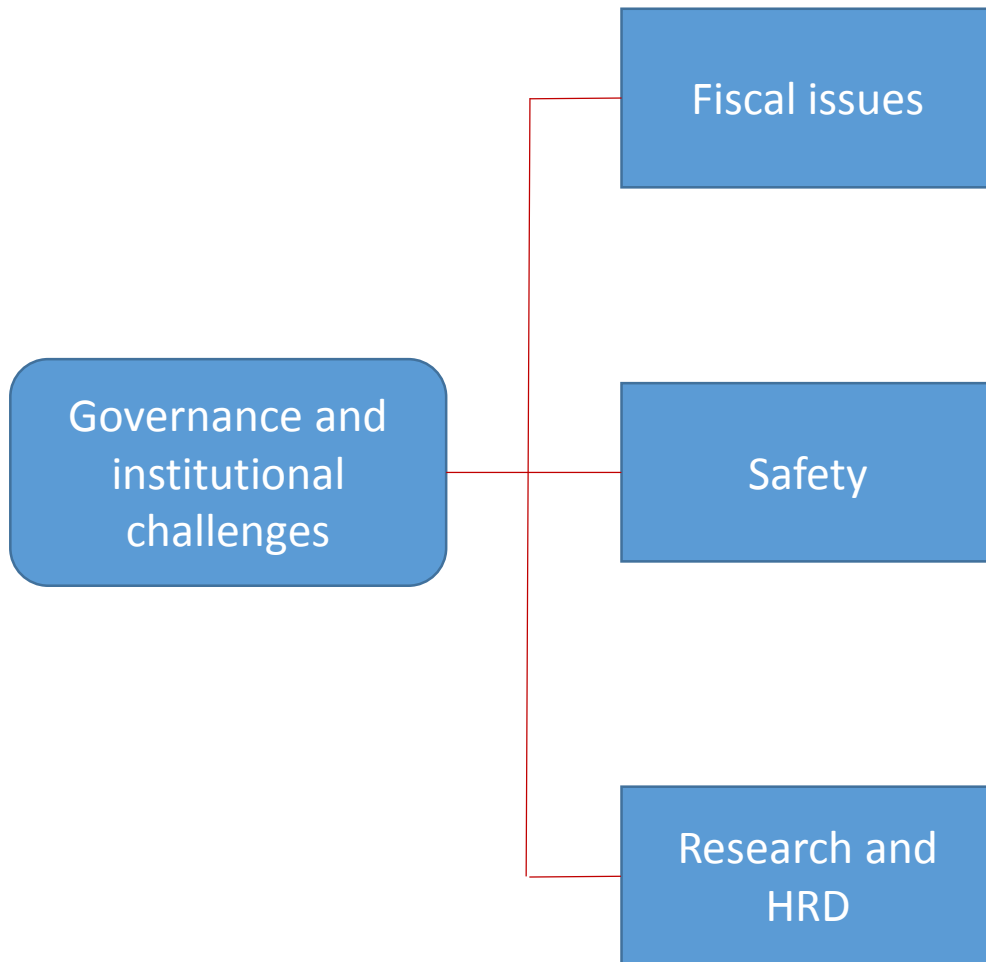 Fiscal issues
Governance and
institutional
challenges
Safety
Research and
HRD